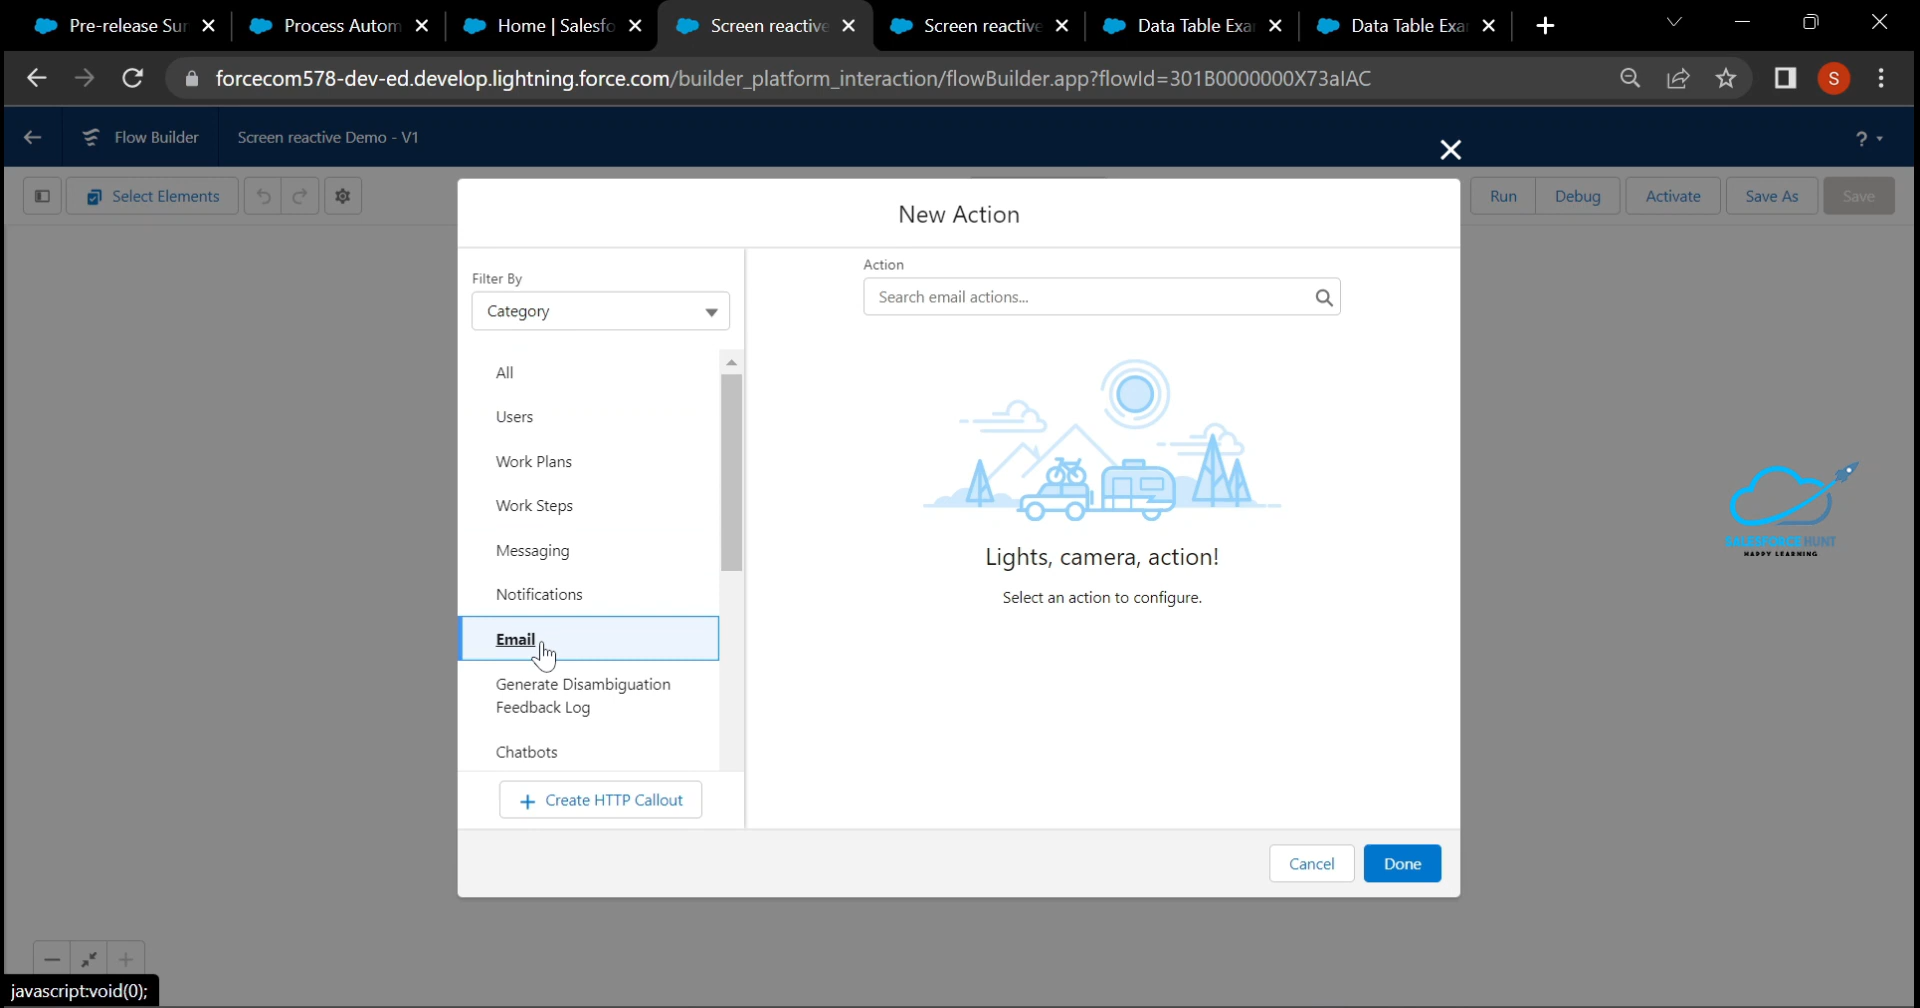 Pre-release Sur
Process Autom
Home | Salesfo
Screen reactive
Screen reactive
Data Table Exa
Data Table Exa
forcecom578-dev-ed.develop.lightning.force.com/builder_platform_interaction/flowBuilder.app?flowId=301B0000000X73aIAC
S
Flow Builder
Screen reactive Demo - V1
?
Select Elements
Run
Debug
Activate
Save As
Save
New Action
Filter By
Category
Action
Search email actions...
All
Users
Work Plans
Work Steps
Messaging
Notifications
Email
Generate Disambiguation
Feedback Log
Chatbots
Create HTTP Callout
Lights, camera, action!
Select an action to configure.
SALESFORCE HUNT
HAPPY LEARNING
Cancel
Done
javascript:void(0);